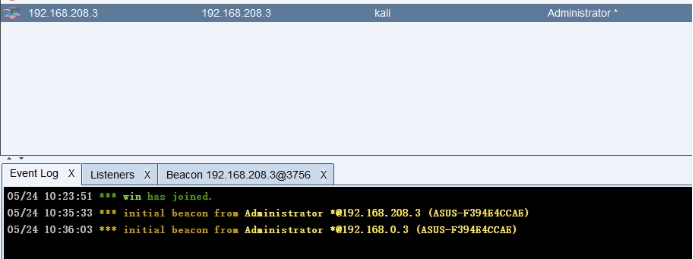 192.168.208.3 192.168.208.3 kali Administrator *
Event Log X Listeners X Beacon 192.168.208.3@3756 X
05/24 10:23:51 *** win has joined.
05/24 10:35:33 *** initial beacon from Administrator *@192.168.208.3 (ASUS-F394E4CCAE)
05/24 10:36:03 *** initial beacon from Administrator *@192.168.0.3 (ASUS-F394E4CCAE)